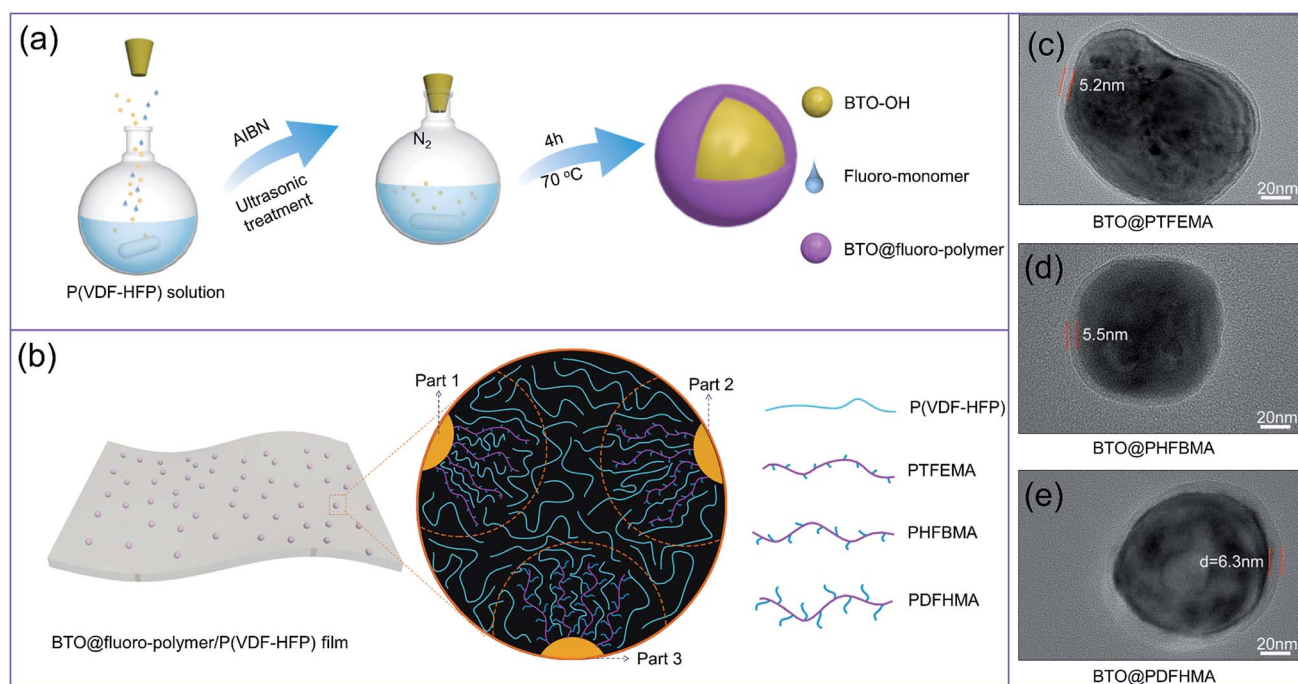 (a)
AIBN
Ultrasonic
treatment
N2
4h
70 °C
P(VDF-HFP) solution
BTO-OH
Fluoro-monomer
BTO@fluoro-polymer
(b)
BTO@fluoro-polymer/P(VDF-HFP) film
Part 1
Part 2
Part 3
P(VDF-HFP)
PTFEMA
PHFBMA
PDFHMA
(c)
5.2nm
20nm
BTO@PTFEMA
(d)
5.5nm
20nm
BTO@PHFBMA
(e)
d=6.3nm
20nm
BTO@PDFHMA